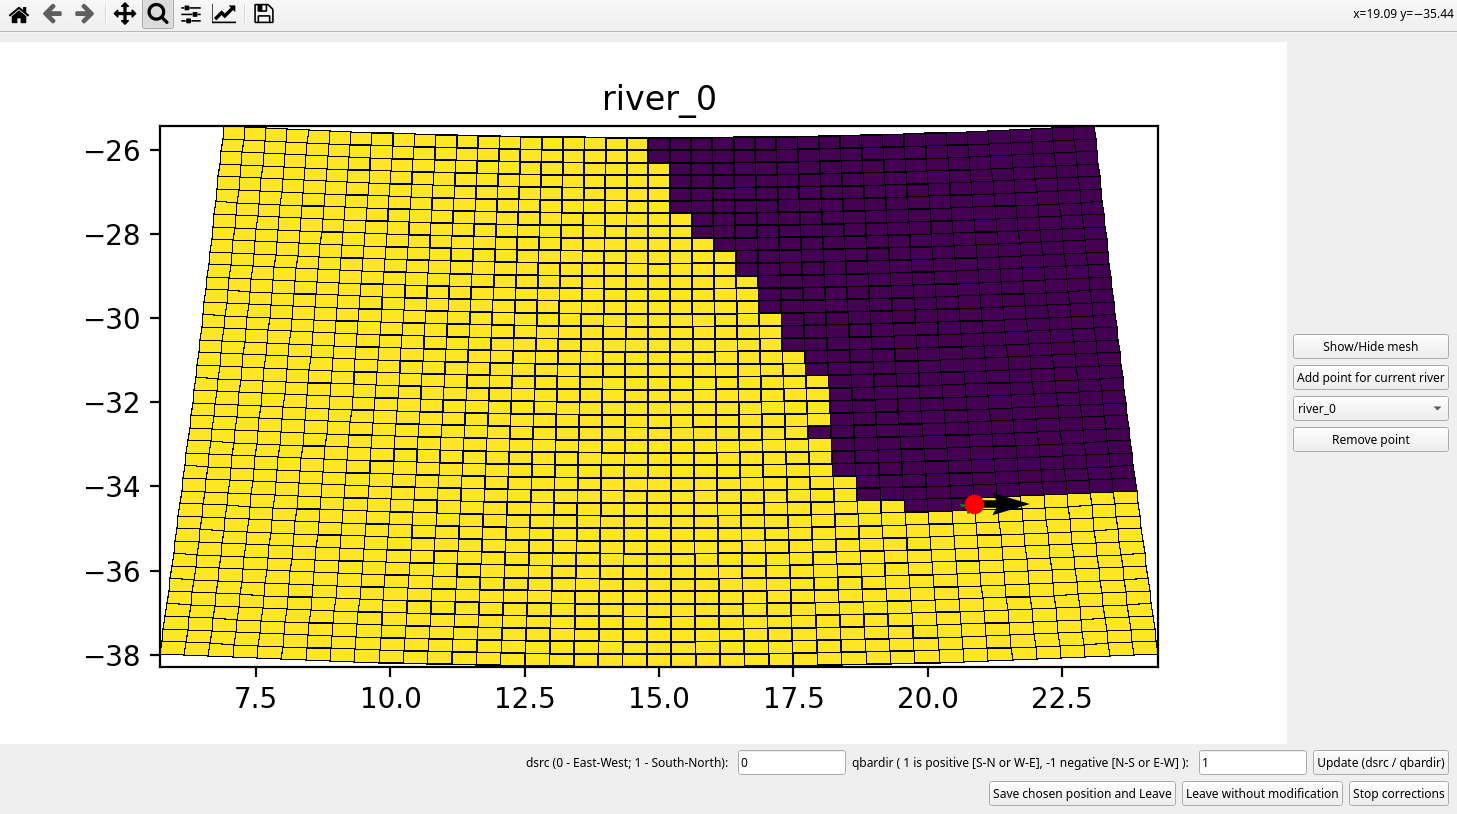 x=19.09 y=−35.44
river_0
−26
−28
−30
−32
−34
−36
−38
7.5 10.0 12.5 15.0 17.5 20.0 22.5
Show/Hide mesh
Add point for current river
river_0
Remove point
dsrc (0 - East-West; 1 - South-North): 0 qbardir ( 1 is positive [S-N or W-E], -1 negative [N-S or E-W] ): 1 Update (dsrc / qbardir)
Save chosen position and Leave Leave without modification Stop corrections